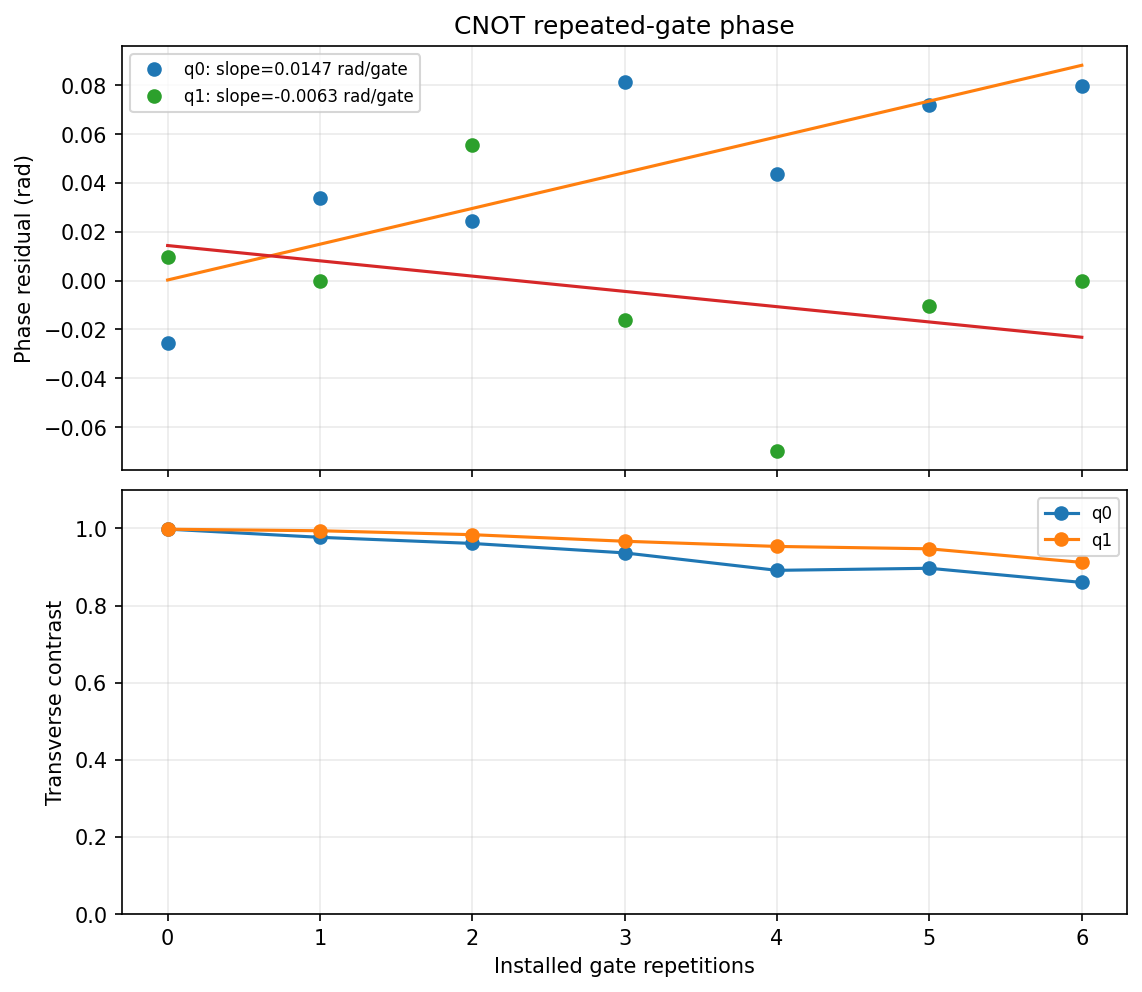 CNOT repeated-gate phase
q0: slope=0.0147 rad/gate
q1: slope=-0.0063 rad/gate
Phase residual (rad)
0.08
0.06
0.04
0.02
0.00
−0.02
−0.04
−0.06
q0
q1
Transverse contrast
1.0
0.8
0.6
0.4
0.2
0.0
0 1 2 3 4 5 6
Installed gate repetitions